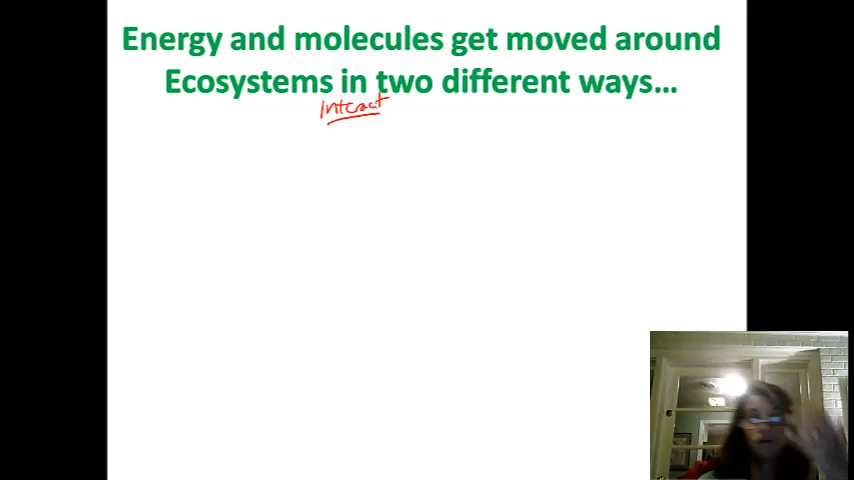 Energy and molecules get moved around
Ecosystems in two different ways...
Interact